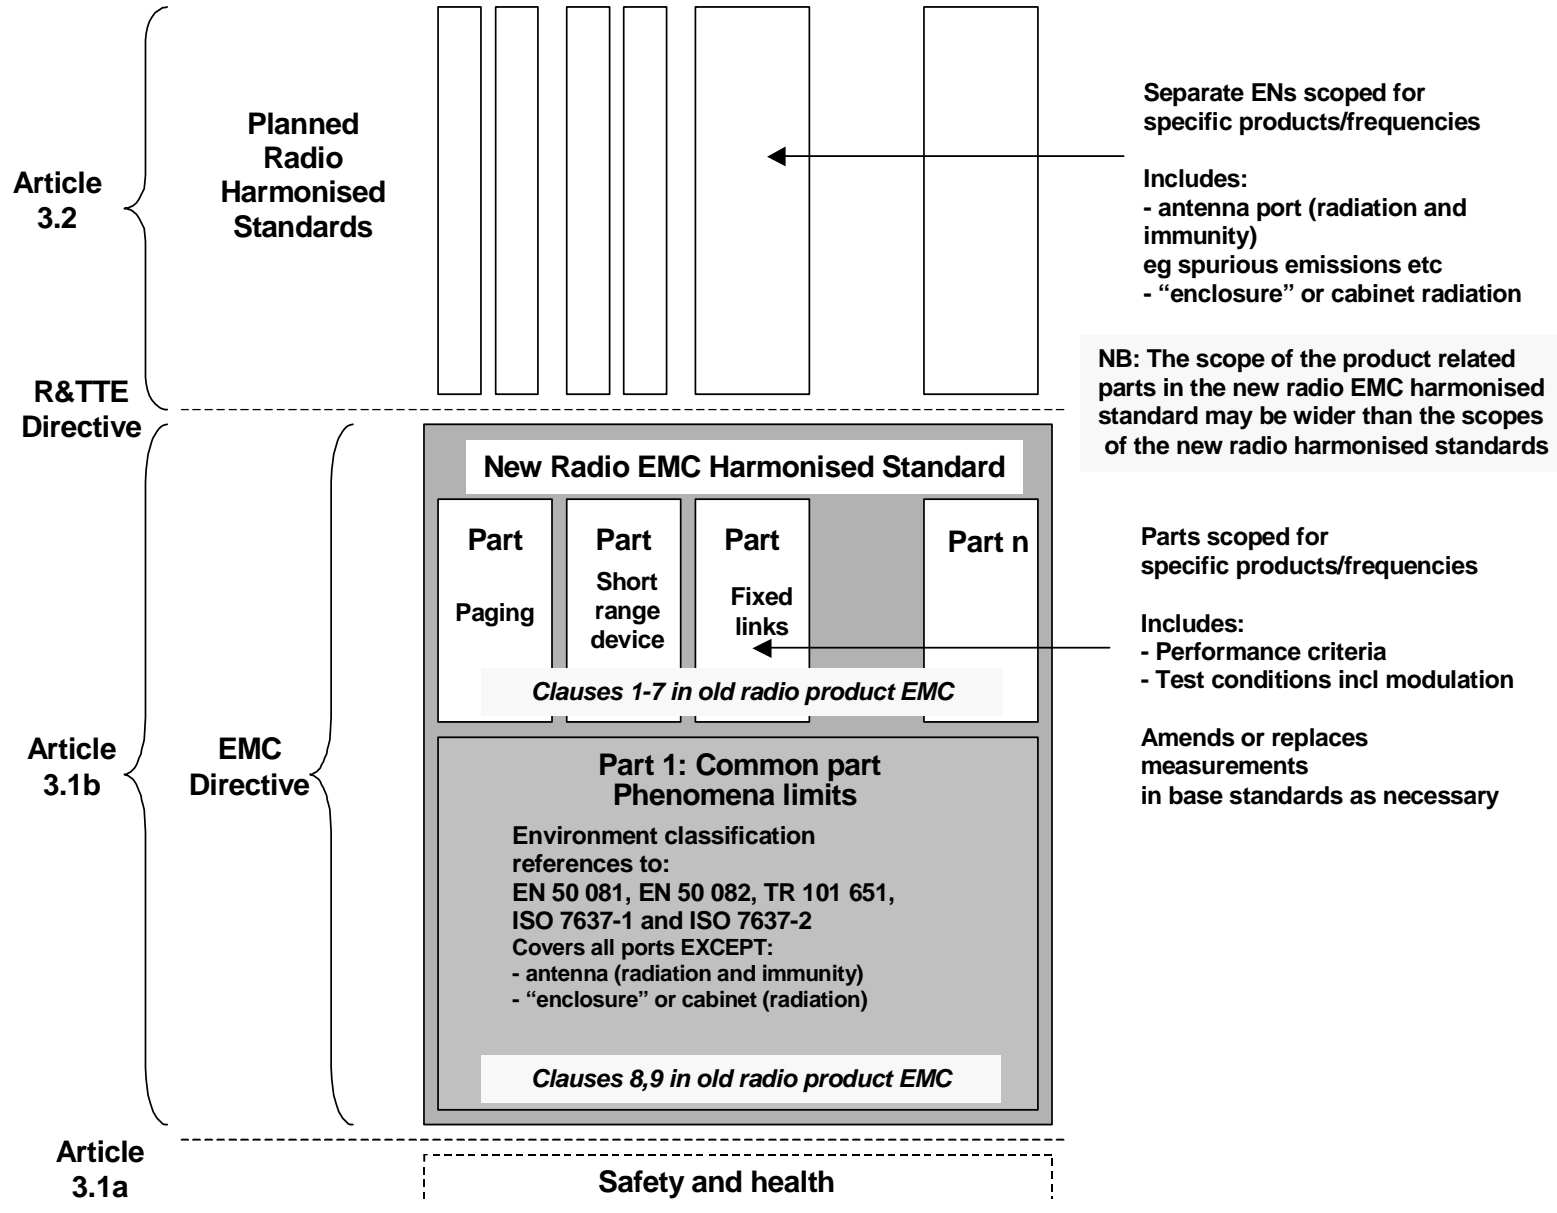 Article
3.2
Planned
Radio
Harmonised
Standards
Separate ENs scoped for
specific products/frequencies
Includes:
- antenna port (radiation and
immunity)
eg spurious emissions etc
- “enclosure” or cabinet radiation
NB: The scope of the product related
parts in the new radio EMC harmonised
standard may be wider than the scopes
of the new radio harmonised standards
R&TTE
Directive
New Radio EMC Harmonised Standard
Part
Paging
Part
Short
range
device
Part
Fixed
links
Part n
Clauses 1-7 in old radio product EMC
Parts scoped for
specific products/frequencies
Includes:
- Performance criteria
- Test conditions incl modulation
Amends or replaces
measurements
in base standards as necessary
Article
3.1b
EMC
Directive
Part 1: Common part
Phenomena limits
Environment classification
references to:
EN 50 081, EN 50 082, TR 101 651,
ISO 7637-1 and ISO 7637-2
Covers all ports EXCEPT:
- antenna (radiation and immunity)
- “enclosure” or cabinet (radiation)
Clauses 8,9 in old radio product EMC
Article
3.1a
Safety and health